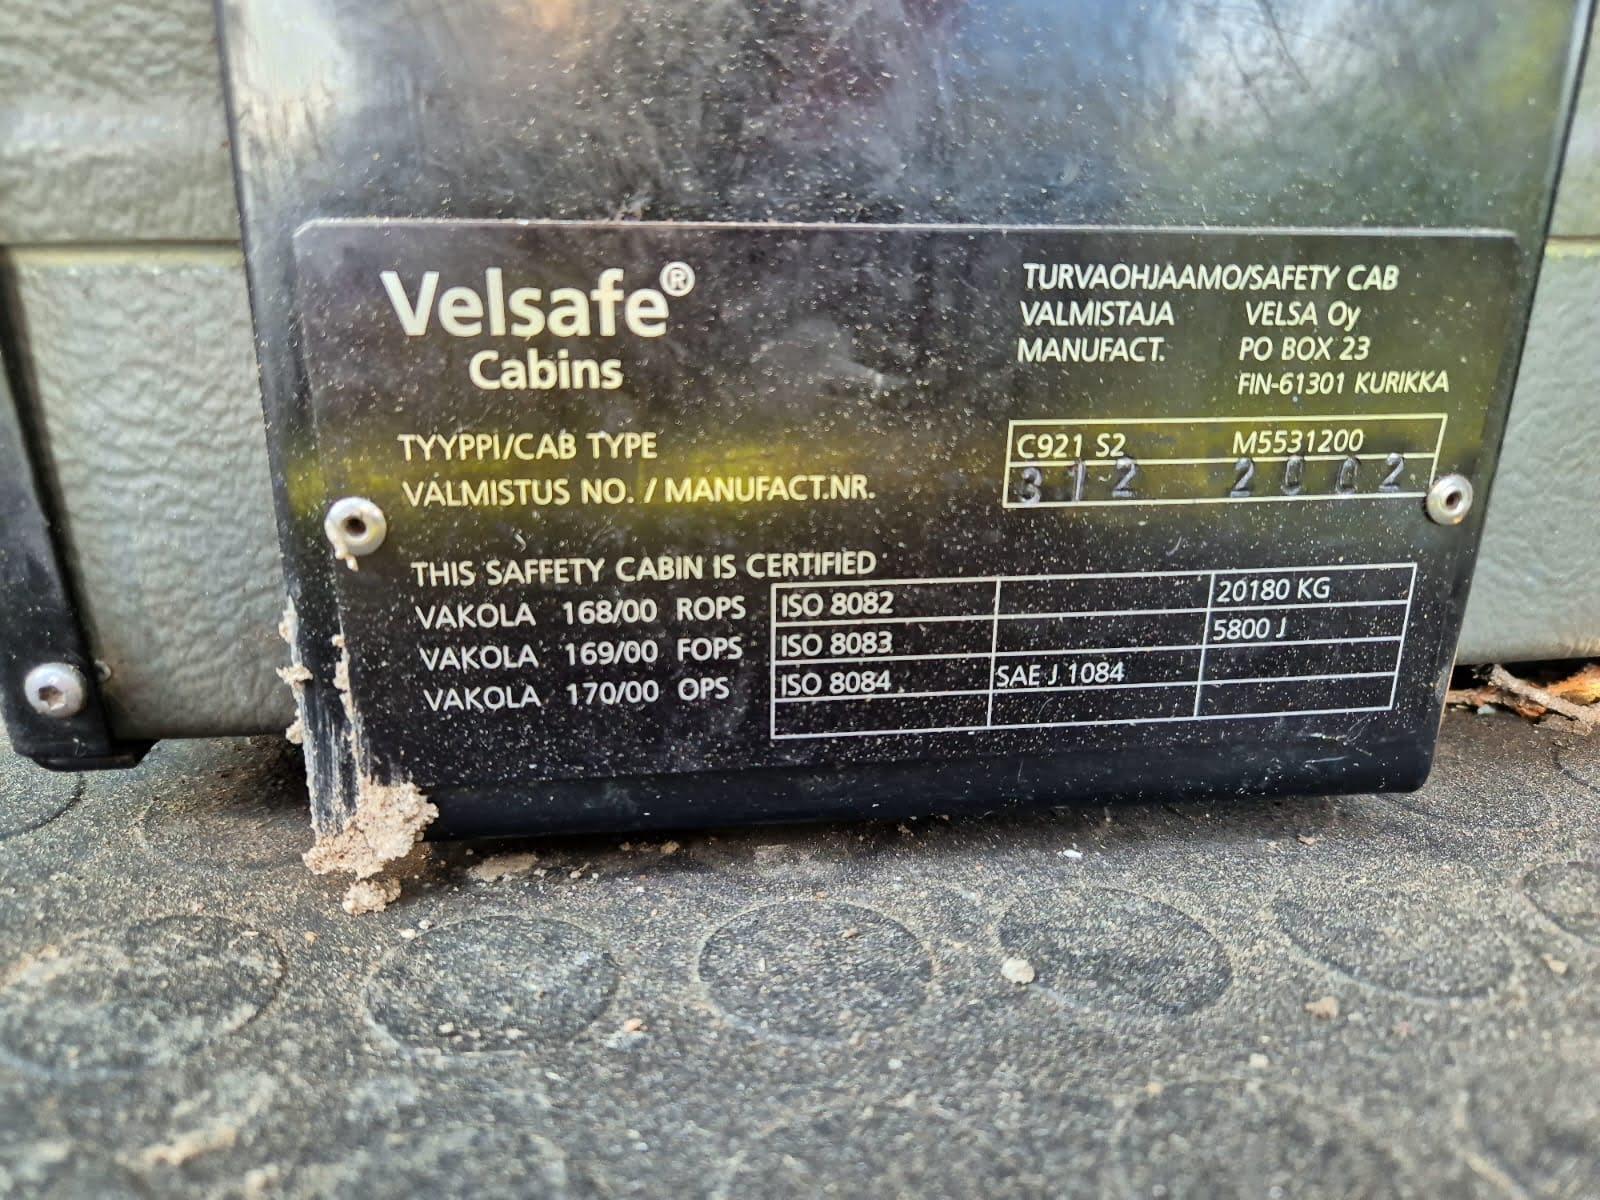 Velsafe®
Cabins
TURVAOHJAAMO/SAFETY CAB
VALMISTAJA VELSA Oy
MANUFACT. PO BOX 23
FIN-61301 KURIKKA
TYYPPI/CAB TYPE C921 S2 M5531200
VALMISTUS NO. / MANUFACT.NR. 312 2002
THIS SAFFETY CABIN IS CERTIFIED
VAKOLA 168/00 ROPS ISO 8082 20180 KG
VAKOLA 169/00 FOPS ISO 8083 5800 J
VAKOLA 170/00 OPS ISO 8084 SAE J 1084